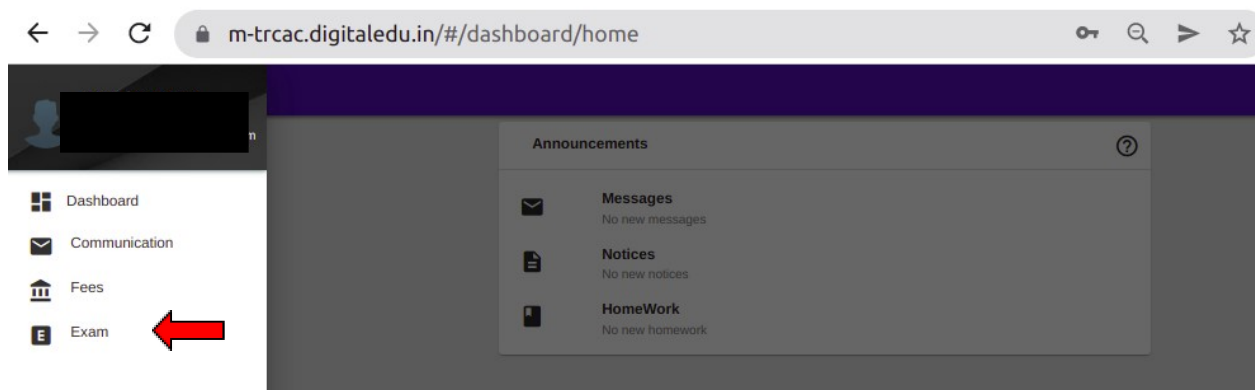 m-trcac.digitaledu.in/#/dashboard/home
m
Dashboard
Communication
Fees
E Exam
Announcements
Messages
No new messages
Notices
No new notices
HomeWork
No new homework